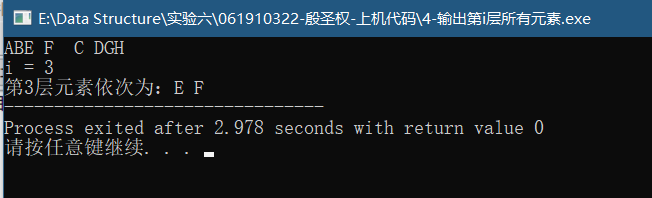 E:\Data Structure\实验六\061910322-殷圣权-上机代码\4-输出第i层所有元素.exe
ABE F  C DGH
i = 3
第3层元素依次为：E F
--------------------------------
Process exited after 2.978 seconds with return value 0
请按任意键继续. . .